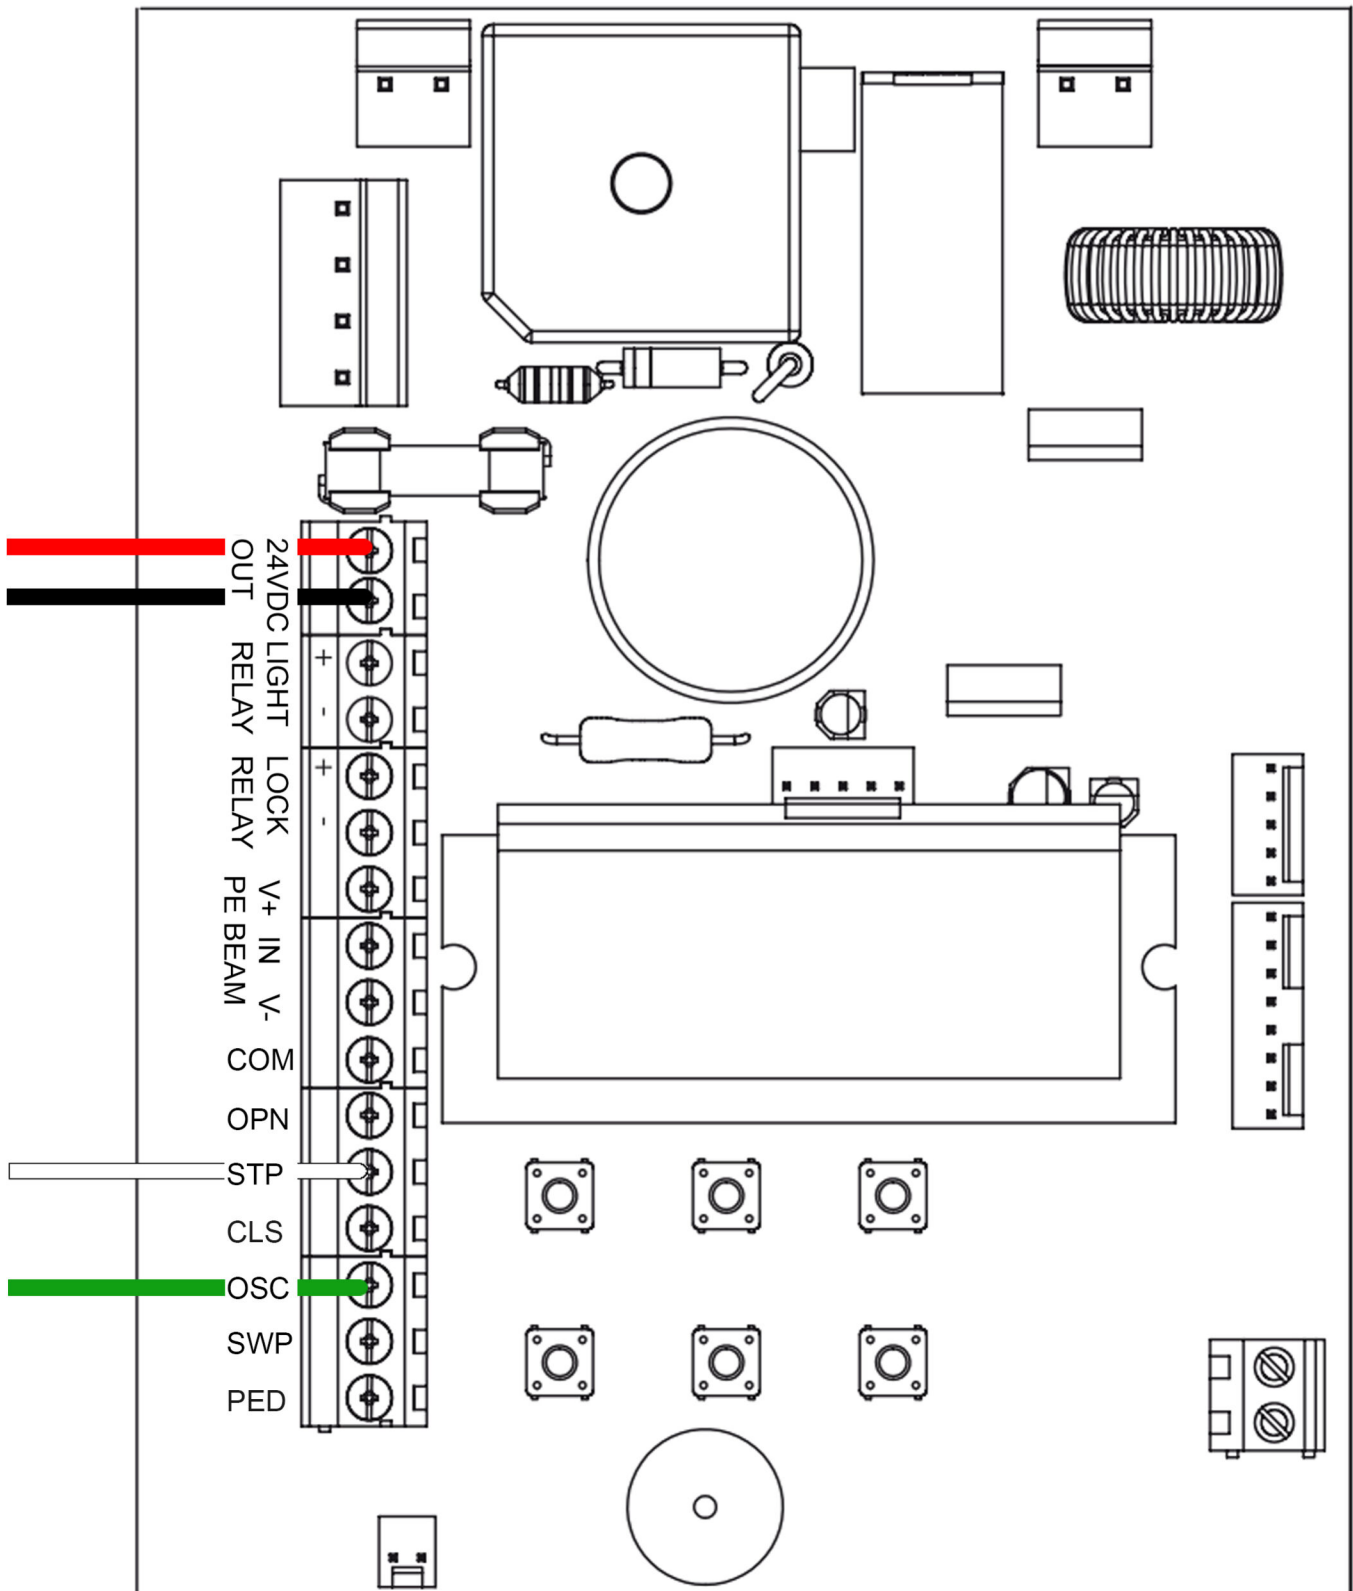 24VDC
OUT
LIGHT
RELAY
+
-
LOCK
RELAY
+
-
V+ IN V-
PE BEAM
COM
OPN
STP
CLS
OSC
SWP
PED